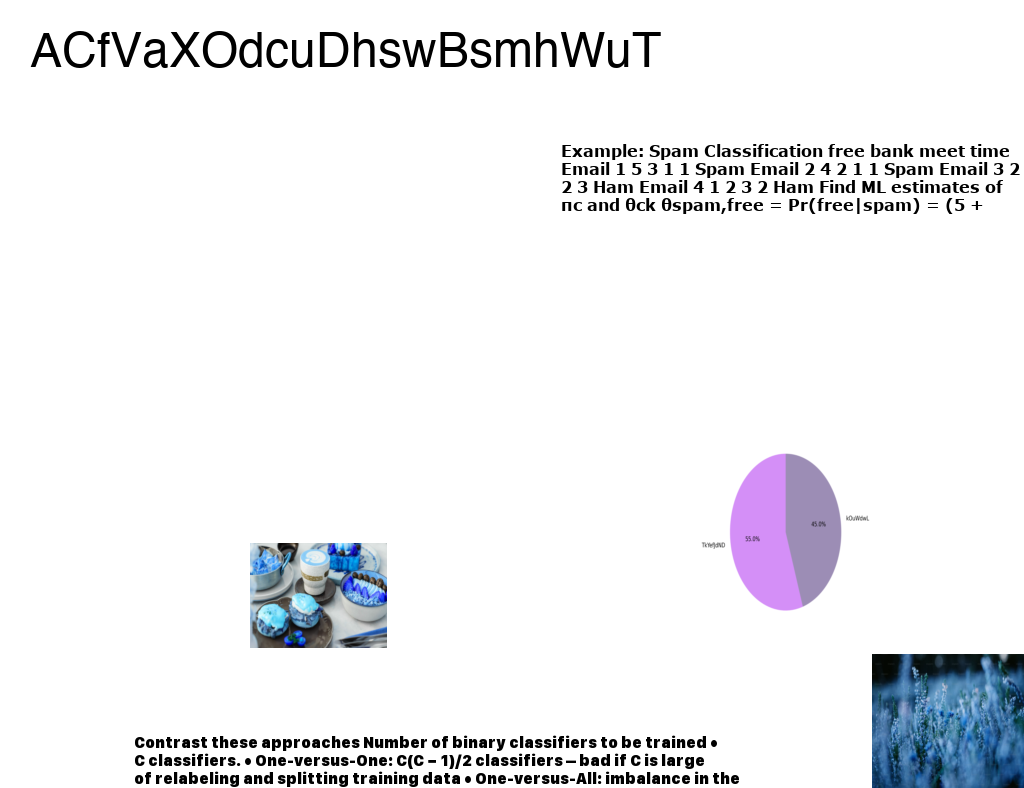 ACfVaXOdcuDhswBsmhWuT
Example: Spam Classification free bank meet time
Email 1 5 3 1 1 Spam Email 2 4 2 1 1 Spam Email 3 2
2 3 Ham Email 4 1 2 3 2 Ham Find ML estimates of
πc and θck θspam,free = Pr(free|spam) = (5 +
45.0%
kOuWdwL
55.0%
Contrast these approaches Number of binary classifiers to be trained •
C classifiers. • One-versus-One: C(C − 1)/2 classifiers – bad if C is large
of relabeling and splitting training data • One-versus-All: imbalance in the